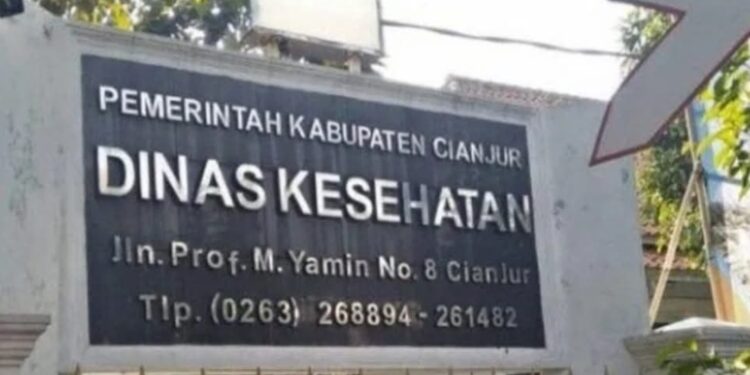 PEMERINTAH KABUPATEN CIANJUR
DINAS KESEHATAN
Jln. Prof. M. Yamin No. 8 Cianjur
Tlp. (0263) 268894 - 261482